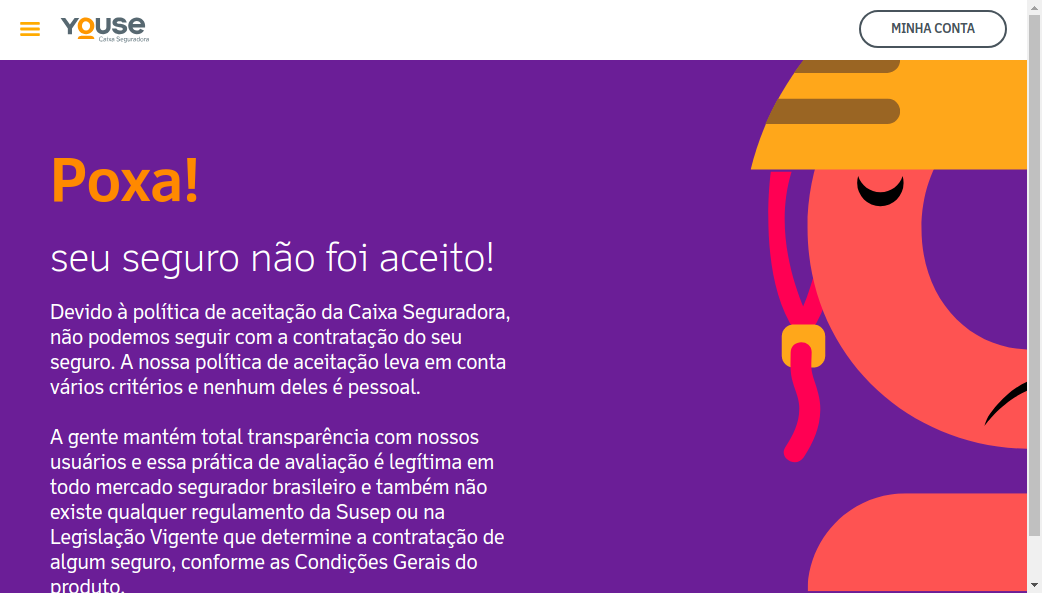 Youse
Caixa Seguradora
MINHA CONTA
Poxa!
seu seguro não foi aceito!
Devido à política de aceitação da Caixa Seguradora,
não podemos seguir com a contratação do seu
seguro. A nossa política de aceitação leva em conta
vários critérios e nenhum deles é pessoal.
A gente mantém total transparência com nossos
usuários e essa prática de avaliação é legítima em
todo mercado segurador brasileiro e também não
existe qualquer regulamento da Susep ou na
Legislação Vigente que determine a contratação de
algum seguro, conforme as Condições Gerais do
produto.